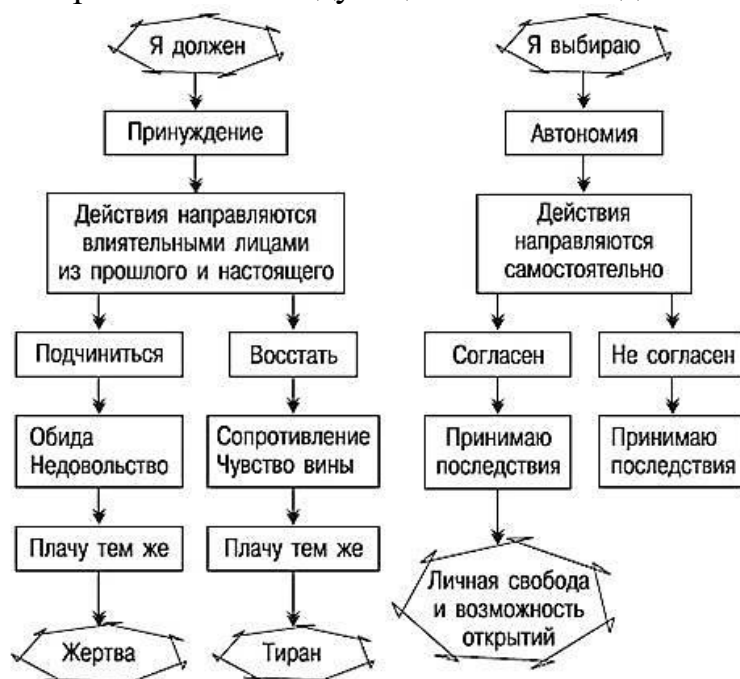 Я должен
Принуждение
Действия направляются
влиятельными лицами
из прошлого и настоящего
Подчиниться
Восстать
Обида
Недовольство
Сопротивление
Чувство вины
Плачу тем же
Плачу тем же
Жертва
Тиран
Я выбираю
Автономия
Действия
направляются
самостоятельно
Согласен
Не согласен
Принимаю
последствия
Принимаю
последствия
Личная свобода
и возможность
открытий